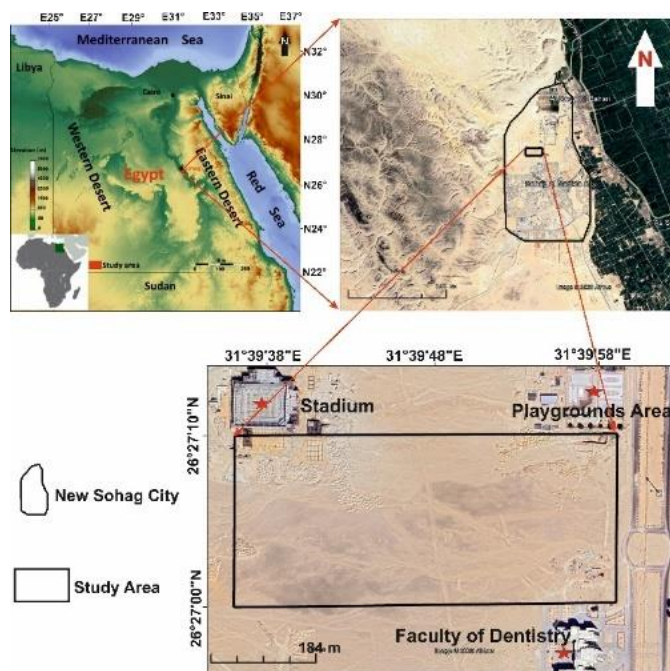 E25° E27° E29° E31° E33° E35° E37°
Mediterranean Sea
N
Libya
Cairo
Sinai
N32°
N30°
N28°
N26°
N24°
N22°
Western Desert
Egypt
Eastern Desert
Red Sea
Study area
Sudan
N
31°39'38"E 31°39'48"E 31°39'58"E
Stadium
Playgrounds Area
26°27'10"N
New Sohag City
Study Area
26°27'00"N
Faculty of Dentistry
184 m